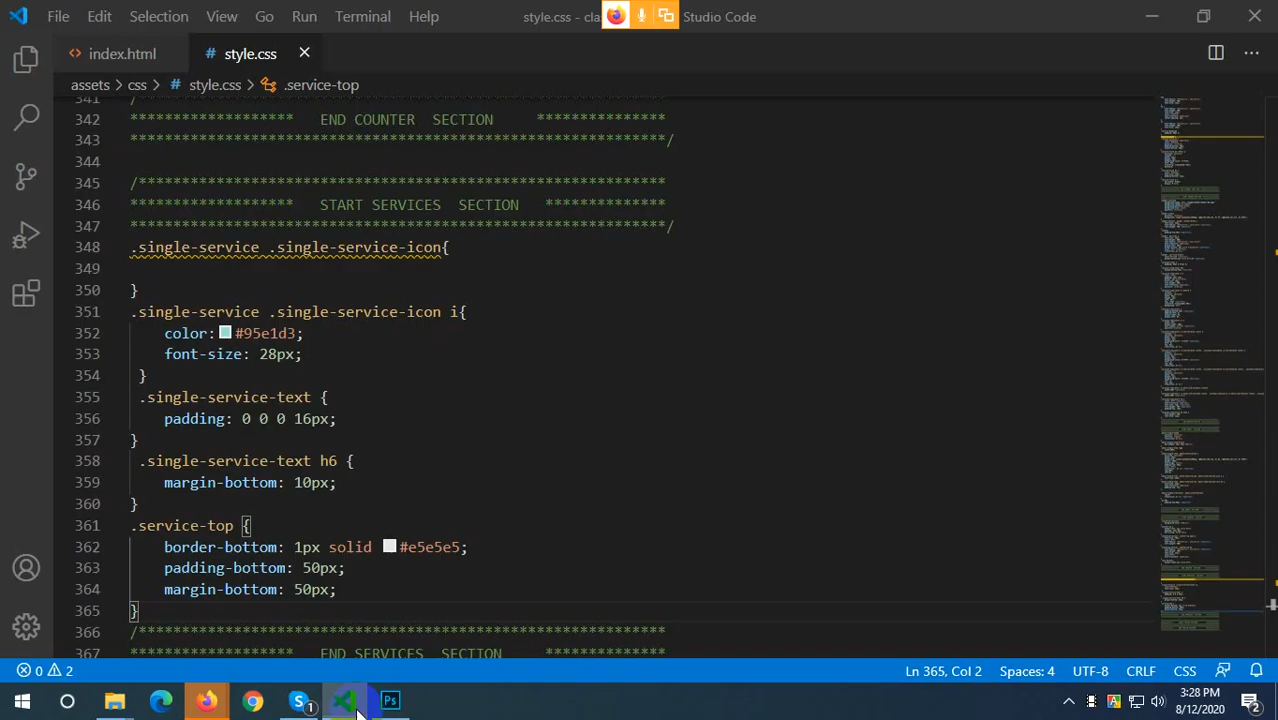 File Edit Selection View Go Run Terminal Help style.css - cla Studio Code
index.html # style.css
assets > css > # style.css > .service-top
341 /*************************************************************
342 ******************* END COUNTER SECTION ***************
343 **************************************************************/
344
345 /*************************************************************
346 ******************* START SERVICES SECTION ***************
347 **************************************************************/
348 .single-service .single-service-icon{
349
350 }
351 .single-service .single-service-icon i{
352 color: #95e1d3;
353 font-size: 28px;
354 }
355 .single-service-text {
356 padding: 0 0 0 16px;
357 }
358 .single-service-text h6 {
359 margin-bottom: 10px;
360 }
361 .service-top {
362 border-bottom: 1px solid #e5e5e5;
363 padding-bottom: 50px;
364 margin-bottom: 50px;
365 }
366 /*************************************************************
367 ******************* END SERVICES SECTION **************
0 2 Ln 365, Col 2 Spaces: 4 UTF-8 CRLF CSS
S 1 Ps A 3:28 PM
8/12/2020 2